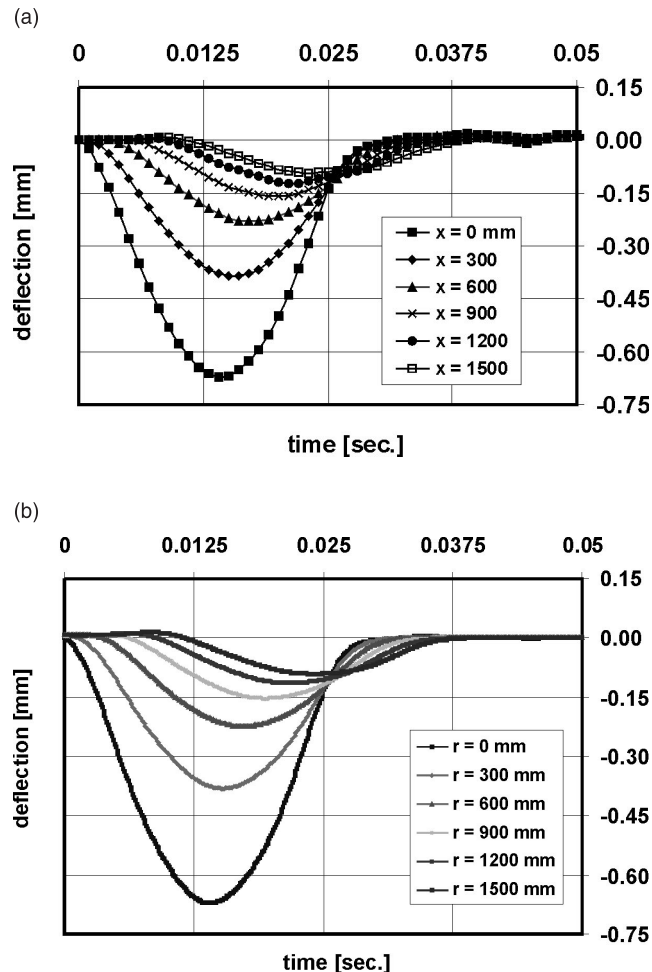 (a)
0 0.0125 0.025 0.0375 0.05
0.15
0.00
-0.15
-0.30
-0.45
-0.60
-0.75
deflection [mm]
x = 0 mm
x = 300
x = 600
x = 900
x = 1200
x = 1500
time [sec.]
(b)
0 0.0125 0.025 0.0375 0.05
0.15
0.00
-0.15
-0.30
-0.45
-0.60
-0.75
deflection [mm]
r = 0 mm
r = 300 mm
r = 600 mm
r = 900 mm
r = 1200 mm
r = 1500 mm
time [sec.]